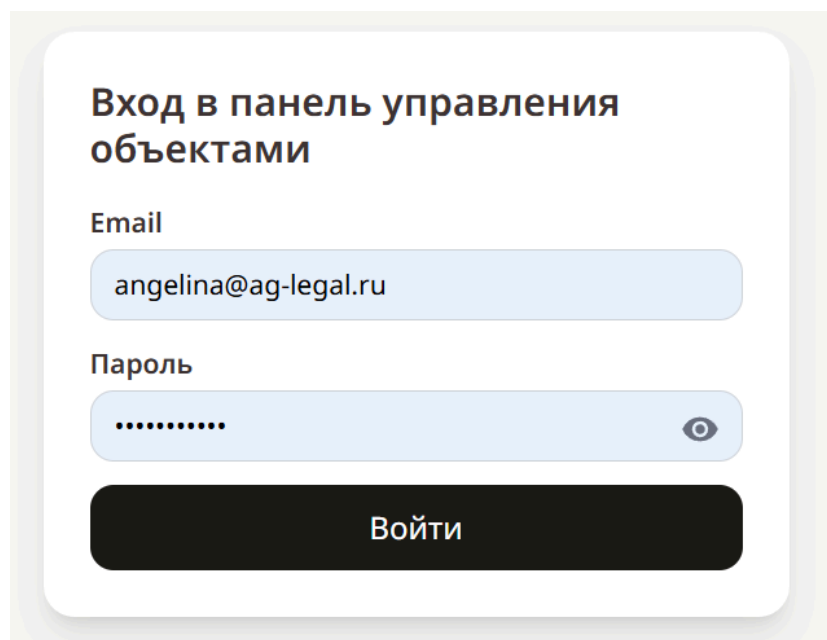 Вход в панель управления
объектами
Email
angelina@ag-legal.ru
Пароль
•••••••••••
Войти